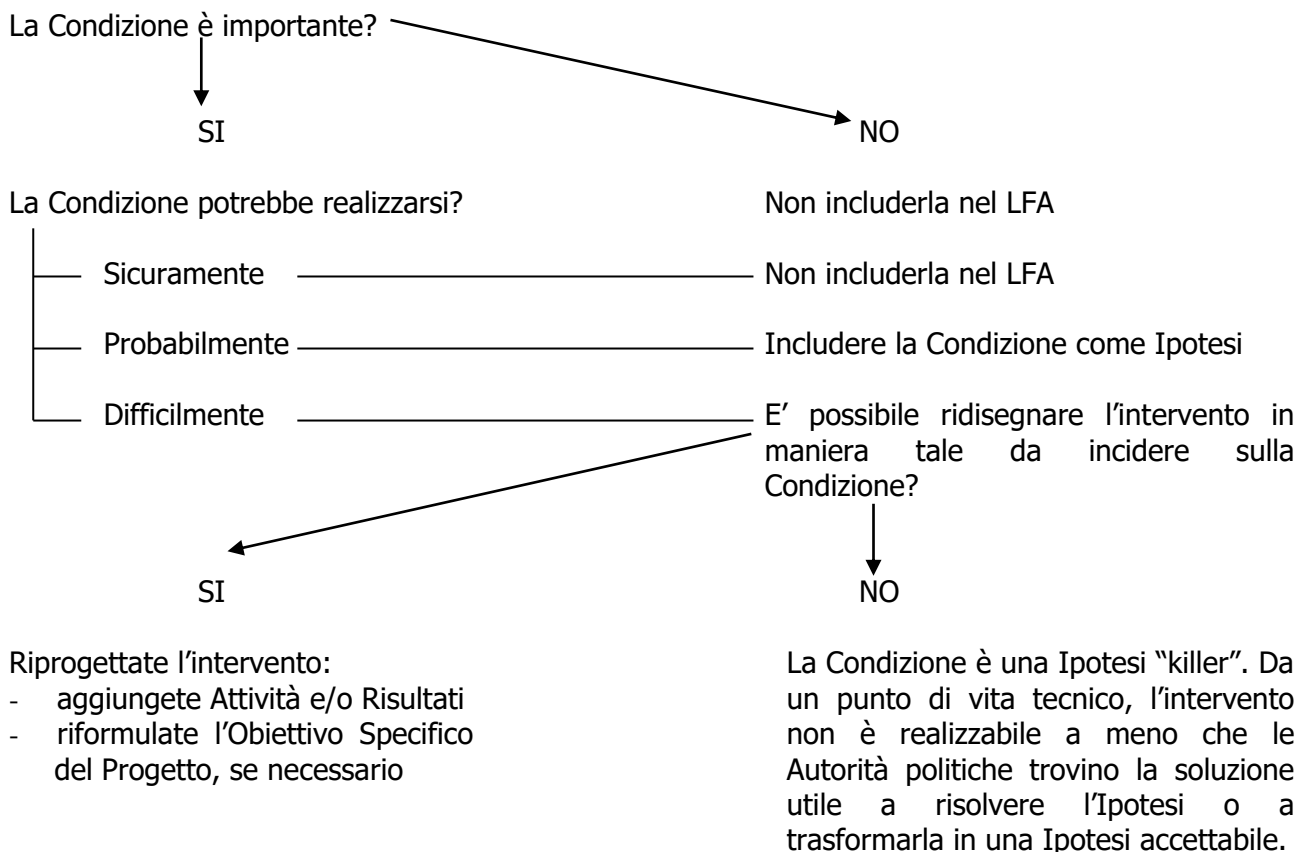 La Condizione è importante?
SI
NO
La Condizione potrebbe realizzarsi?
Non includerla nel LFA
Sicuramente
Non includerla nel LFA
Probabilmente
Includere la Condizione come Ipotesi
Difficilmente
E’ possibile ridisegnare l’intervento in
maniera tale da incidere sulla
Condizione?
SI
NO
Riprogettate l’intervento:
- aggiungete Attività e/o Risultati
- riformulate l’Obiettivo Specifico
del Progetto, se necessario
La Condizione è una Ipotesi “killer”. Da
un punto di vita tecnico, l’intervento
non è realizzabile a meno che le
Autorità politiche trovino la soluzione
utile a risolvere l’Ipotesi o a
trasformarla in una Ipotesi accettabile.